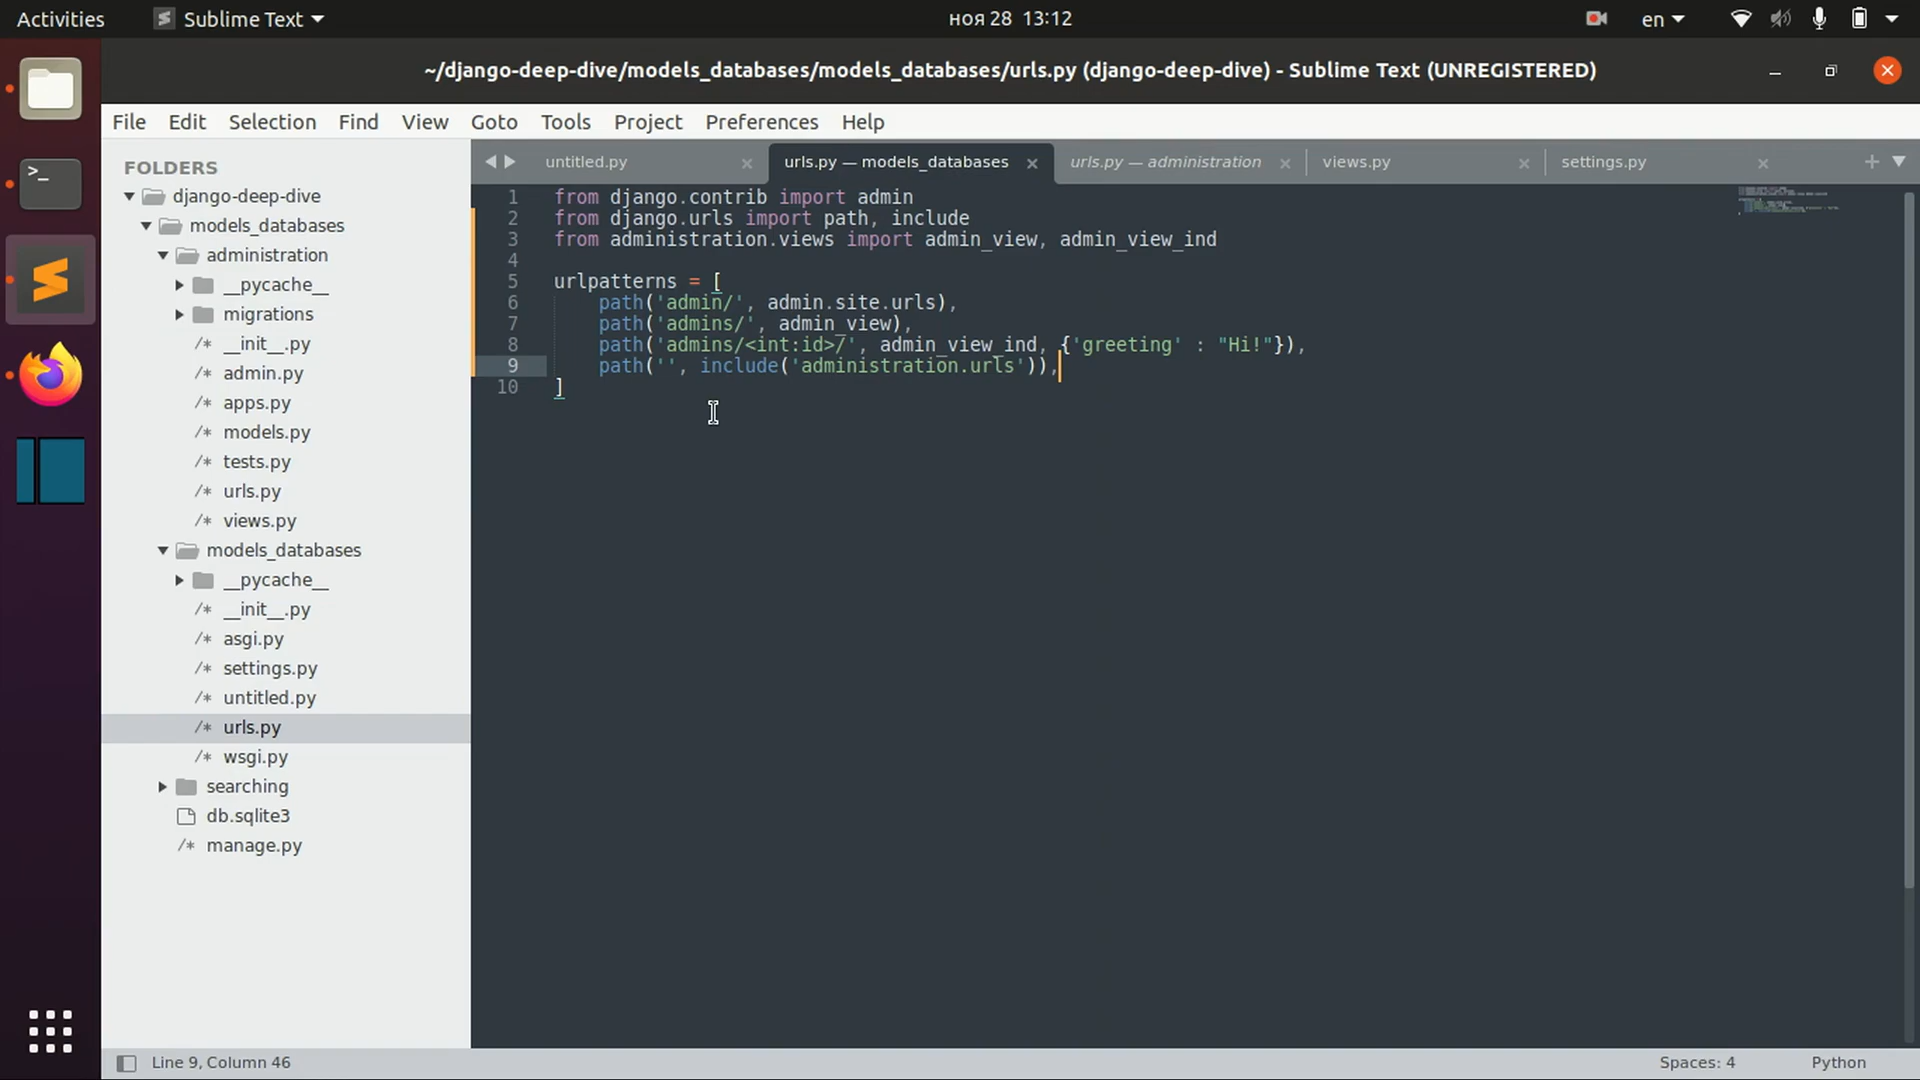 Activities
Sublime Text
ноя 28 13:12
en
~/django-deep-dive/models_databases/models_databases/urls.py (django-deep-dive) - Sublime Text (UNREGISTERED)
File Edit Selection Find View Goto Tools Project Preferences Help
FOLDERS
django-deep-dive
models_databases
administration
__pycache__
migrations
/* __init__.py
/* admin.py
/* apps.py
/* models.py
/* tests.py
/* urls.py
/* views.py
models_databases
__pycache__
/* __init__.py
/* asgi.py
/* settings.py
/* untitled.py
/* urls.py
/* wsgi.py
searching
db.sqlite3
/* manage.py
untitled.py
urls.py — models_databases
urls.py — administration
views.py
settings.py
1 from django.contrib import admin
2 from django.urls import path, include
3 from administration.views import admin_view, admin_view_ind
4
5 urlpatterns = [
6     path('admin/', admin.site.urls),
7     path('admins/', admin_view),
8     path('admins/<int:id>/', admin_view_ind, {'greeting' : "Hi!"}),
9     path('', include('administration.urls')),
10 ]
Line 9, Column 46
Spaces: 4
Python